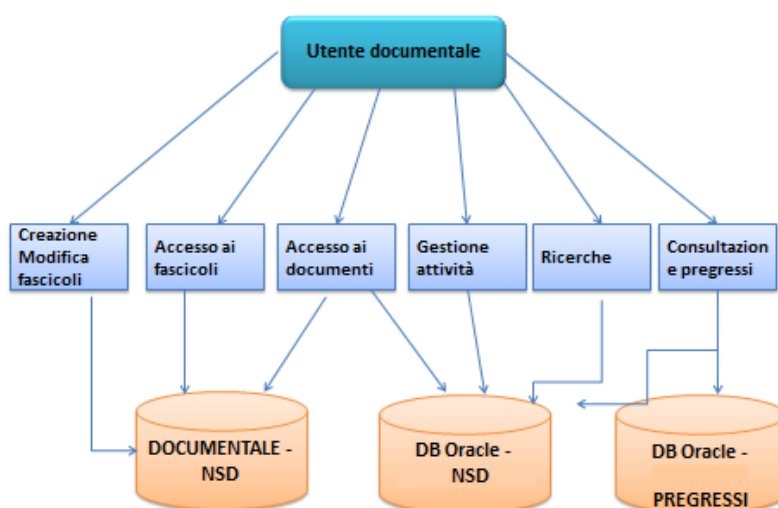 Utente documentale
Creazione
Modifica
fascicoli
Accesso ai
fascicoli
Accesso ai
documenti
Gestione
attività
Ricerche
Consultazion
e pregressi
DOCUMENTALE -
NSD
DB Oracle -
NSD
DB Oracle -
PREGRESSI